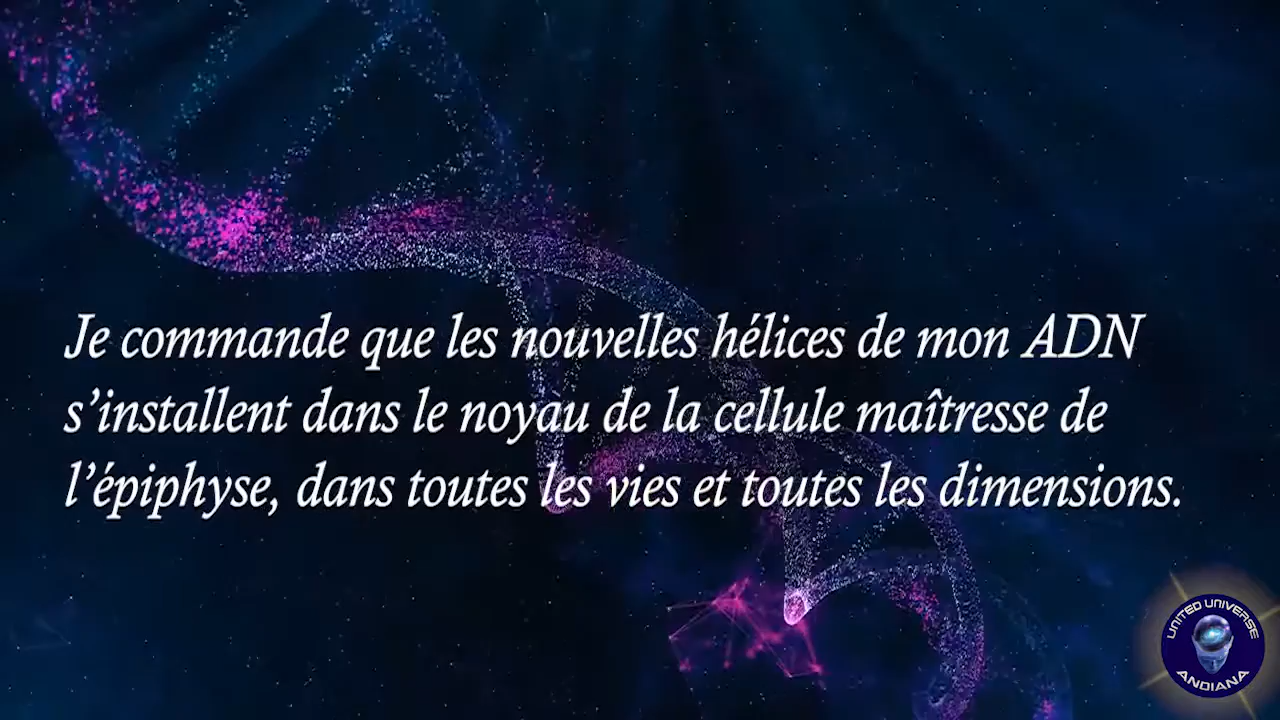 Je commande que les nouvelles hélices de mon ADN
s’installent dans le noyau de la cellule maîtresse de
l’épiphyse, dans toutes les vies et toutes les dimensions.
UNITED UNIVERSE
ANDIANA